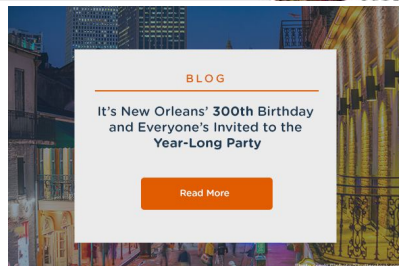 BLOG
It's New Orleans' 300th Birthday
and Everyone's Invited to the
Year-Long Party
Read More